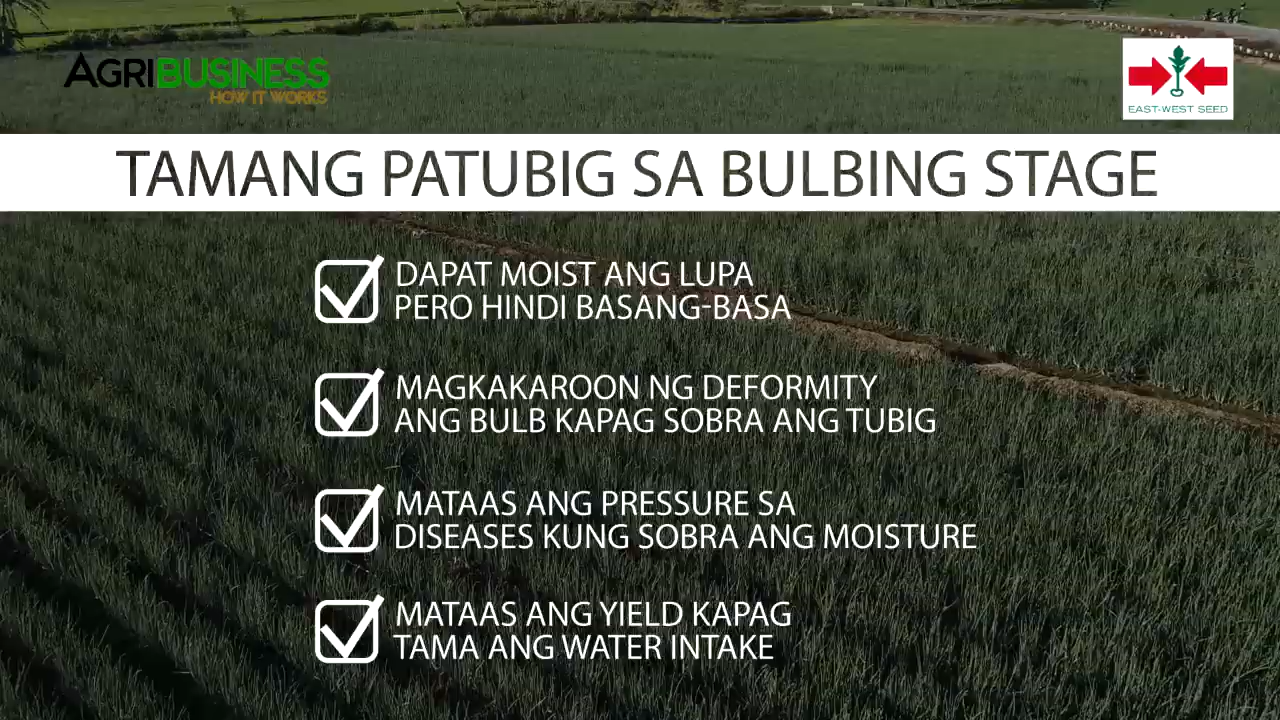 AGRIBUSINESS
HOW IT WORKS
EAST-WEST SEED
TAMANG PATUBIG SA BULBING STAGE
DAPAT MOIST ANG LUPA
PERO HINDI BASANG-BASA
MAGKAKAROON NG DEFORMITY
ANG BULB KAPAG SOBRA ANG TUBIG
MATAAS ANG PRESSURE SA
DISEASES KUNG SOBRA ANG MOISTURE
MATAAS ANG YIELD KAPAG
TAMA ANG WATER INTAKE